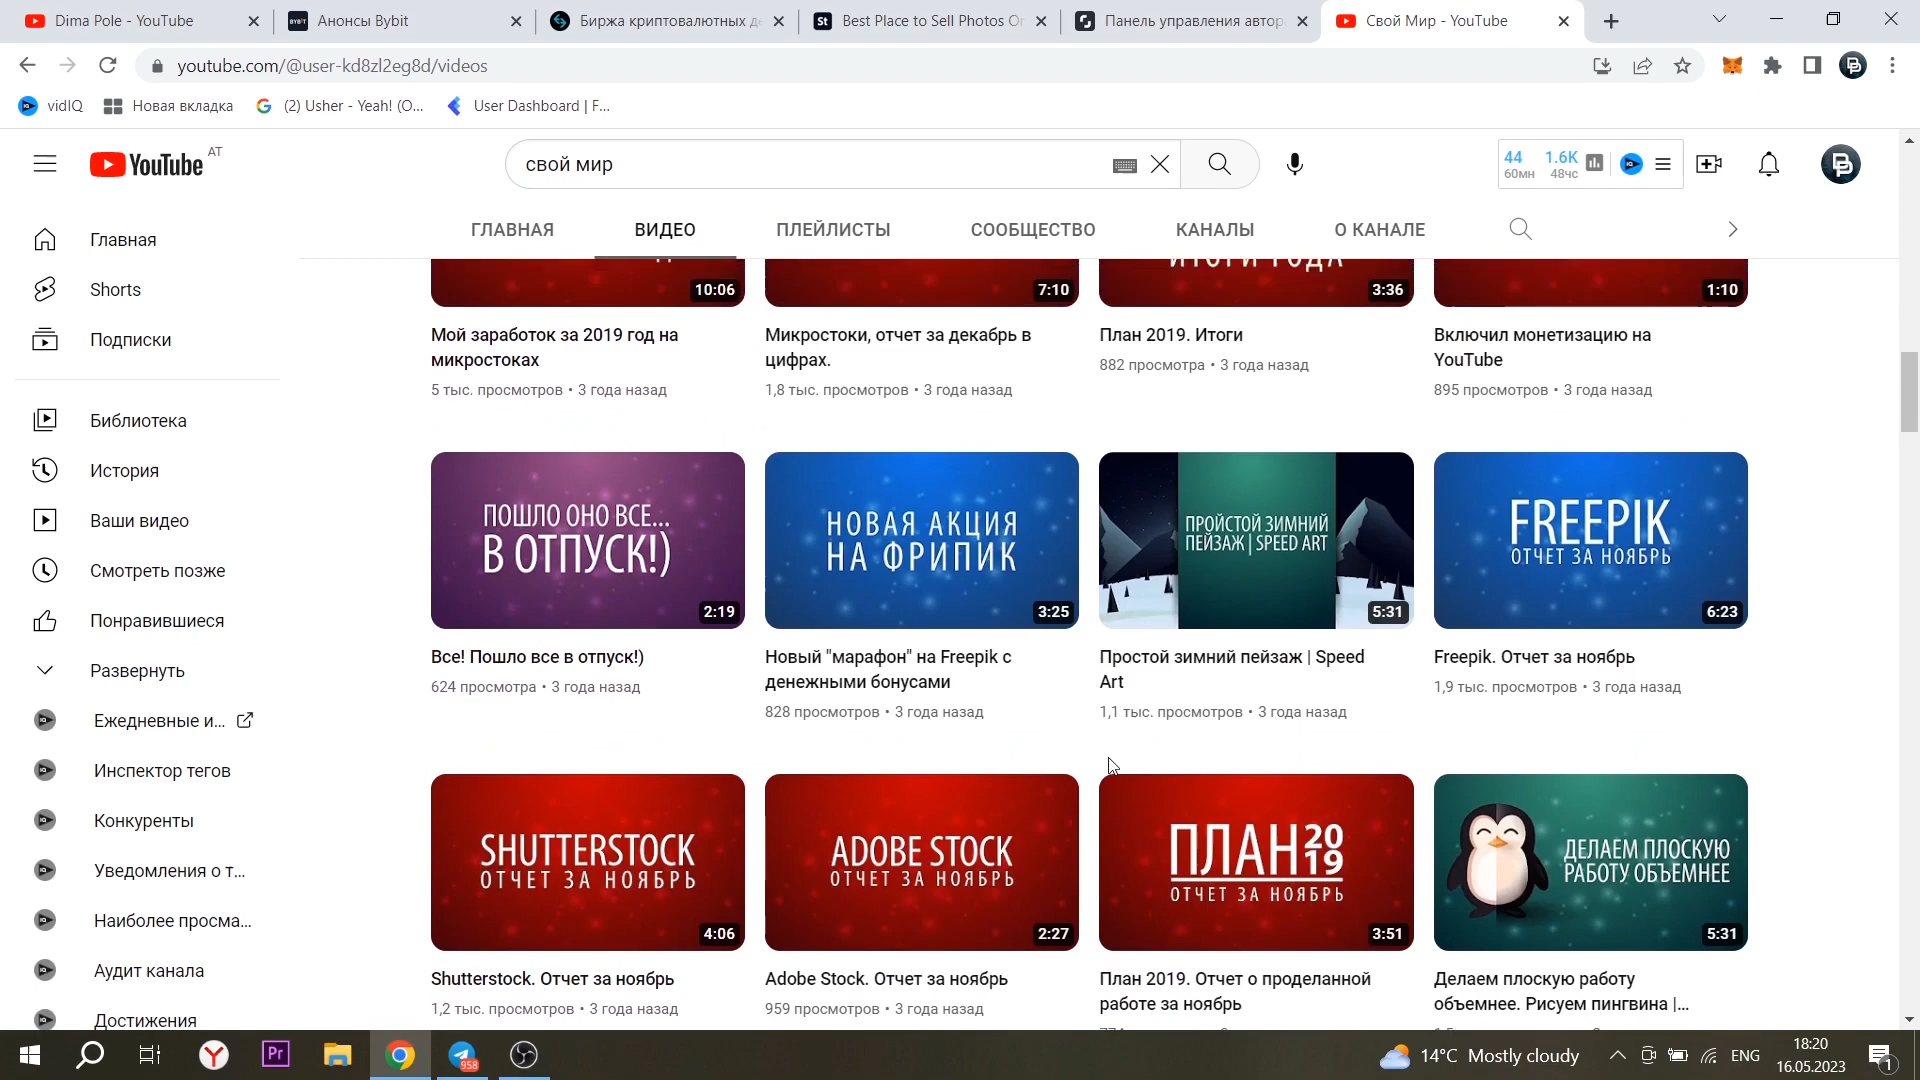 Dima Pole - YouTube
Анонсы Bybit
Биржа криптовалютных де
Best Place to Sell Photos On
Панель управления автор
Свой Мир - YouTube
youtube.com/@user-kd8zl2eg8d/videos
vidIQ
Новая вкладка
(2) Usher - Yeah! (O...
User Dashboard | F...
YouTube AT
свой мир
44 1.6K
60мн 48чс
ГЛАВНАЯ
ВИДЕО
ПЛЕЙЛИСТЫ
СООБЩЕСТВО
КАНАЛЫ
О КАНАЛЕ
Главная
Shorts
Подписки
Библиотека
История
Ваши видео
Смотреть позже
Понравившиеся
Развернуть
Ежедневные и...
Инспектор тегов
Конкуренты
Уведомления о т...
Наиболее просма...
Аудит канала
Достижения
10:06
Мой заработок за 2019 год на
микростоках
5 тыс. просмотров • 3 года назад
7:10
Микростоки, отчет за декабрь в
цифрах.
1,8 тыс. просмотров • 3 года назад
ИТОГИ ГОДА
3:36
План 2019. Итоги
882 просмотра • 3 года назад
1:10
Включил монетизацию на
YouTube
895 просмотров • 3 года назад
ПОШЛО ОНО ВСЕ...
В ОТПУСК!)
2:19
Все! Пошло все в отпуск!)
624 просмотра • 3 года назад
НОВАЯ АКЦИЯ
НА ФРИПИК
3:25
Новый "марафон" на Freepik с
денежными бонусами
828 просмотров • 3 года назад
ПРОЙСТОЙ ЗИМНИЙ
ПЕЙЗАЖ | SPEED ART
5:31
Простой зимний пейзаж | Speed
Art
1,1 тыс. просмотров • 3 года назад
FREEPIK
ОТЧЕТ ЗА НОЯБРЬ
6:23
Freepik. Отчет за ноябрь
1,9 тыс. просмотров • 3 года назад
SHUTTERSTOCK
ОТЧЕТ ЗА НОЯБРЬ
4:06
Shutterstock. Отчет за ноябрь
1,2 тыс. просмотров • 3 года назад
ADOBE STOCK
ОТЧЕТ ЗА НОЯБРЬ
2:27
Adobe Stock. Отчет за ноябрь
959 просмотров • 3 года назад
ПЛАН 2019
ОТЧЕТ ЗА НОЯБРЬ
3:51
План 2019. Отчет о проделанной
работе за ноябрь
ДЕЛАЕМ ПЛОСКУЮ
РАБОТУ ОБЪЕМНЕЕ
5:31
Делаем плоскую работу
объемнее. Рисуем пингвина |...
Pr
958
14°C Mostly cloudy
ENG
18:20
16.05.2023
1